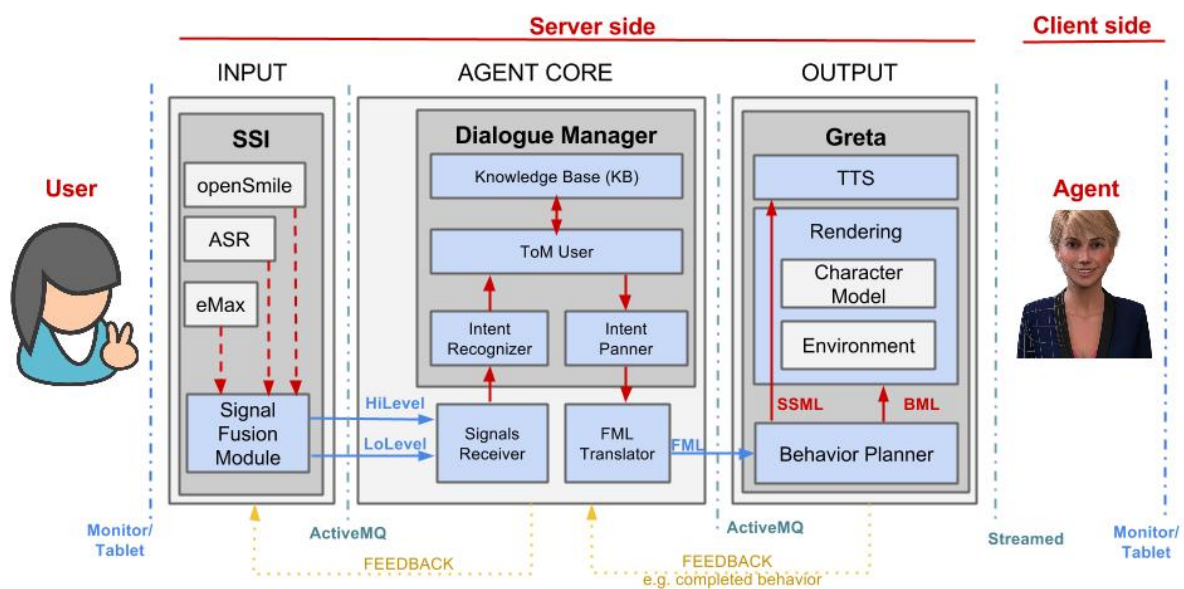 Server side
Client side
INPUT
AGENT CORE
OUTPUT
User
SSI
openSmile
ASR
eMax
Signal
Fusion
Module
HiLevel
LoLevel
Dialogue Manager
Knowledge Base (KB)
ToM User
Intent
Recognizer
Intent
Panner
Signals
Receiver
FML
Translator
FML
Greta
TTS
Rendering
Character
Model
Environment
SSML
BML
Behavior Planner
Agent
Monitor/
Tablet
ActiveMQ
FEEDBACK
ActiveMQ
FEEDBACK
e.g. completed behavior
Streamed
Monitor/
Tablet